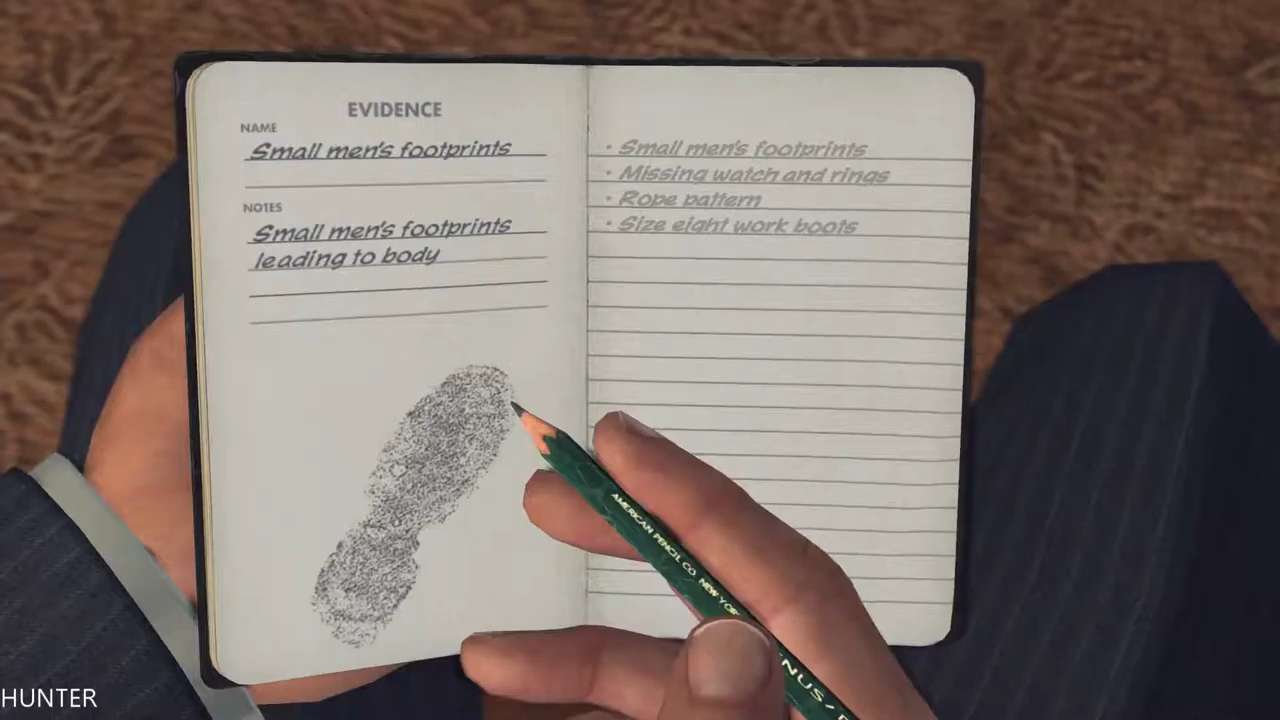 EVIDENCE
NAME
Small men's footprints
NOTES
Small men's footprints
leading to body
• Small men's footprints
• Missing watch and rings
• Rope pattern
• Size eight work boots
AMERICAN PENCIL CO. NEW YORK
HUNTER